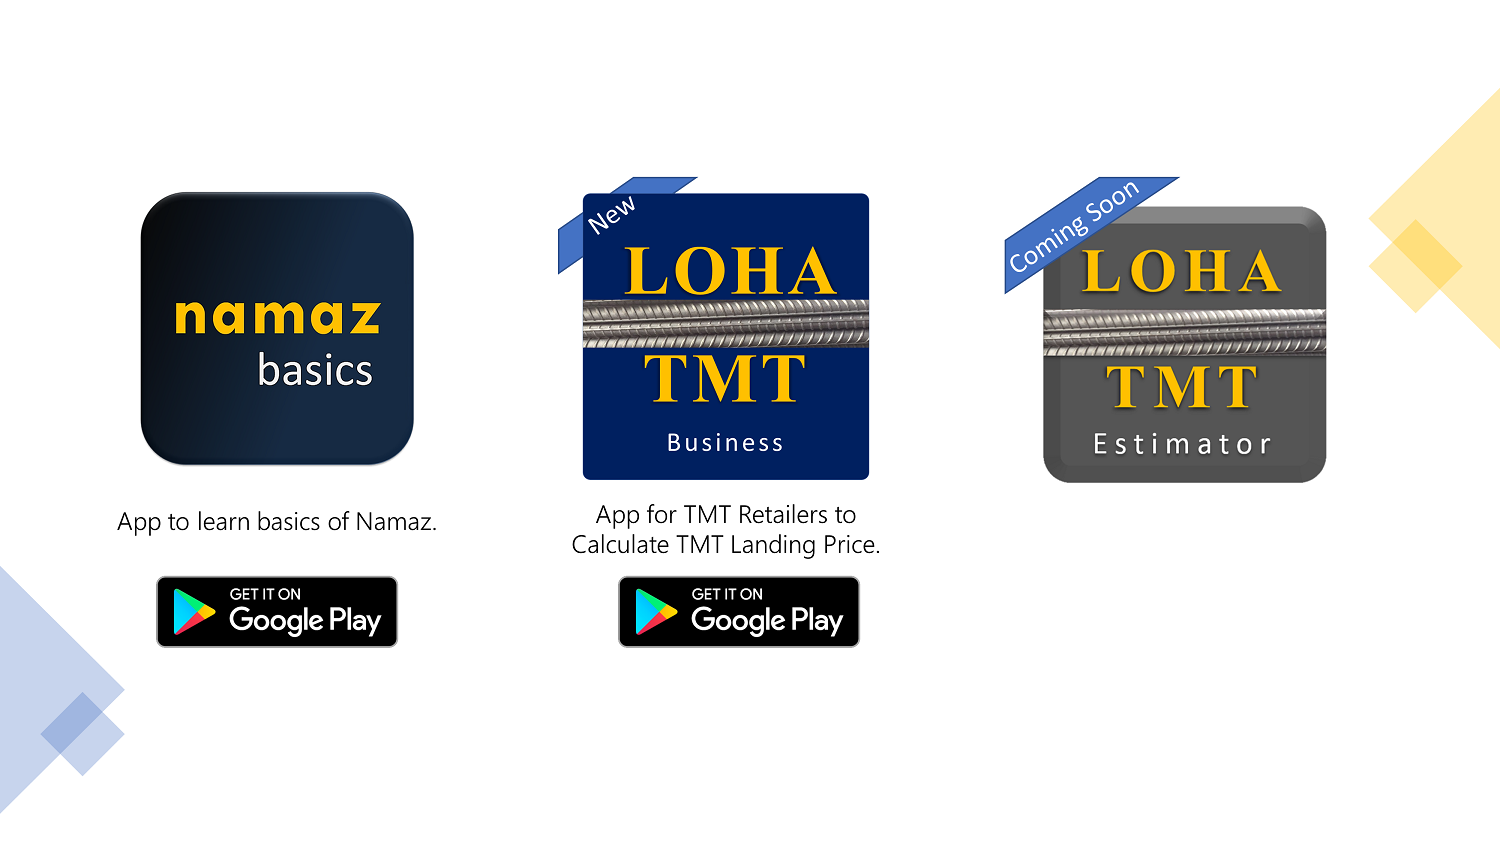 namaz
basics
App to learn basics of Namaz.
GET IT ON
Google Play
New
LOHA
TMT
Business
App for TMT Retailers to
Calculate TMT Landing Price.
GET IT ON
Google Play
Coming Soon
LOHA
TMT
Estimator